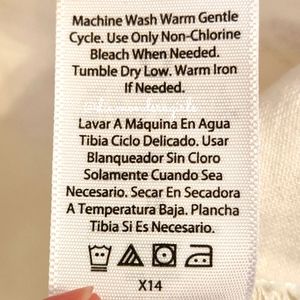 Machine Wash Warm Gentle
Cycle. Use Only Non-Chlorine
Bleach When Needed.
Tumble Dry Low. Warm Iron
If Needed.
Lavar A Máquina En Agua
Tibia Ciclo Delicado. Usar
Blanqueador Sin Cloro
Solamente Cuando Sea
Necesario. Secar En Secadora
A Temperatura Baja. Plancha
Tibia Si Es Necesario.
X14